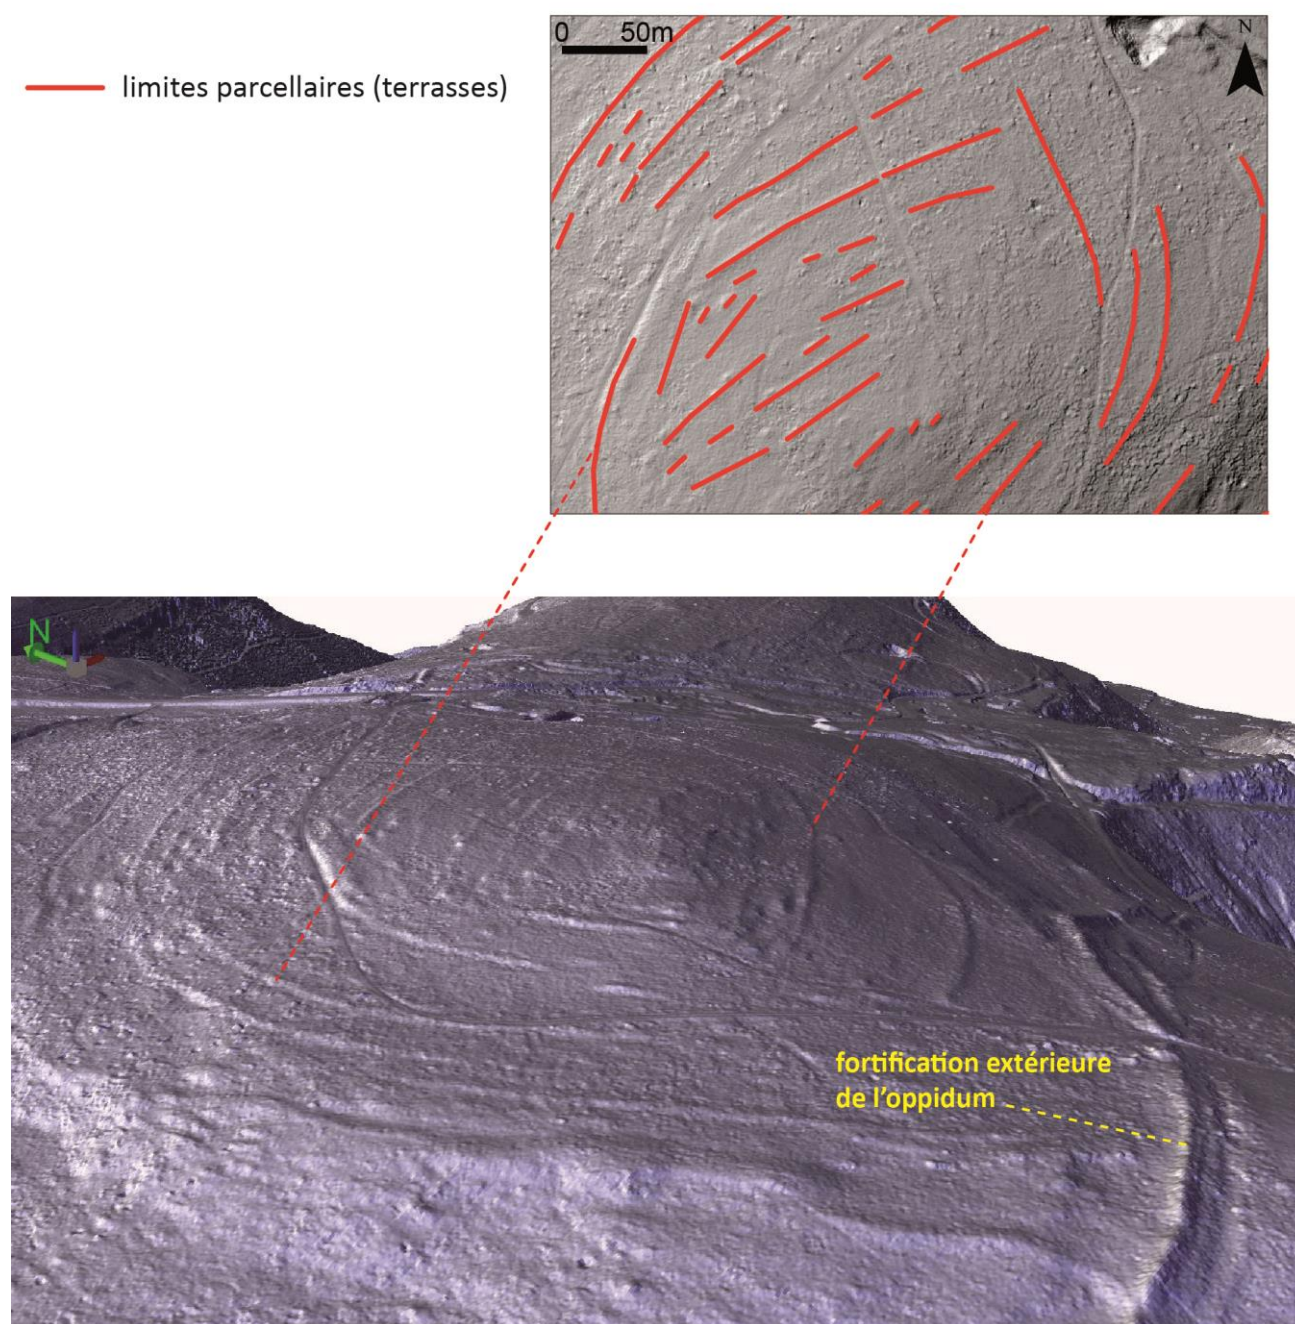 0 50m
N
limites parcellaires (terrasses)
N
fortification extérieure
de l'oppidum